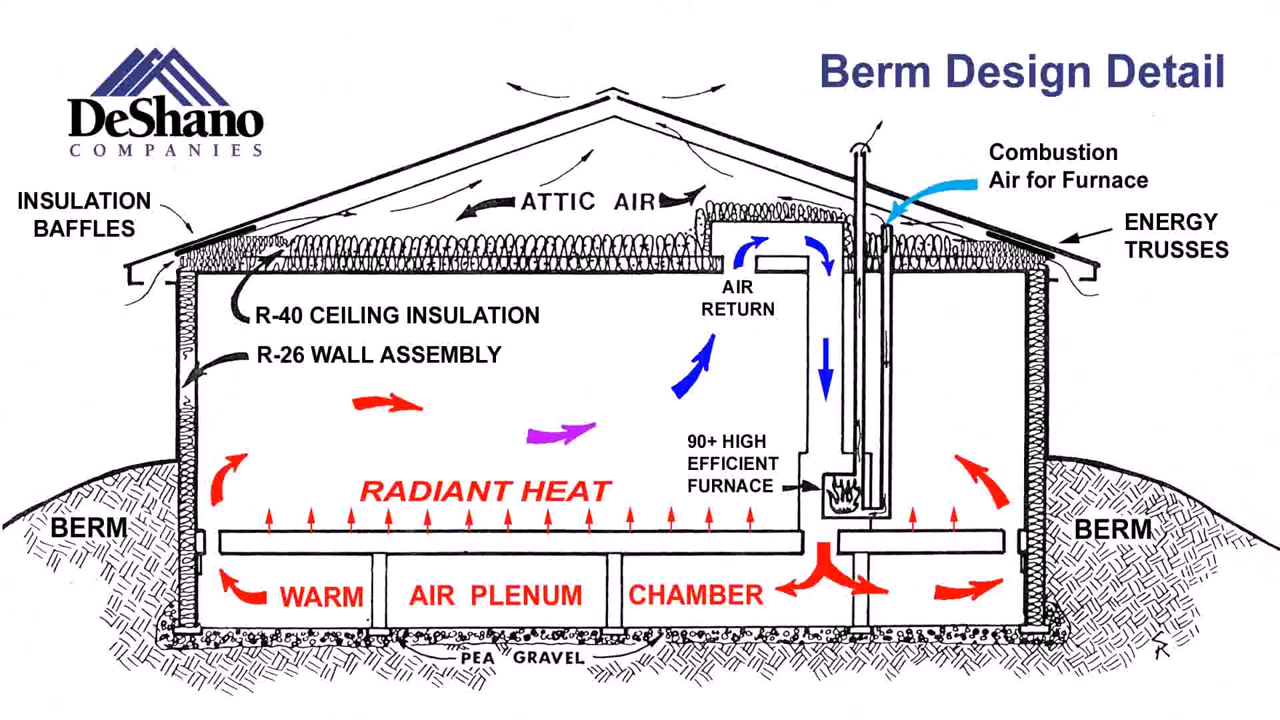 DeShano
COMPANIES
Berm Design Detail
Combustion
Air for Furnace
INSULATION
BAFFLES
ATTIC AIR
ENERGY
TRUSSES
AIR
RETURN
R-40 CEILING INSULATION
R-26 WALL ASSEMBLY
90+ HIGH
EFFICIENT
FURNACE
RADIANT HEAT
BERM
BERM
WARM AIR PLENUM CHAMBER
PEA GRAVEL